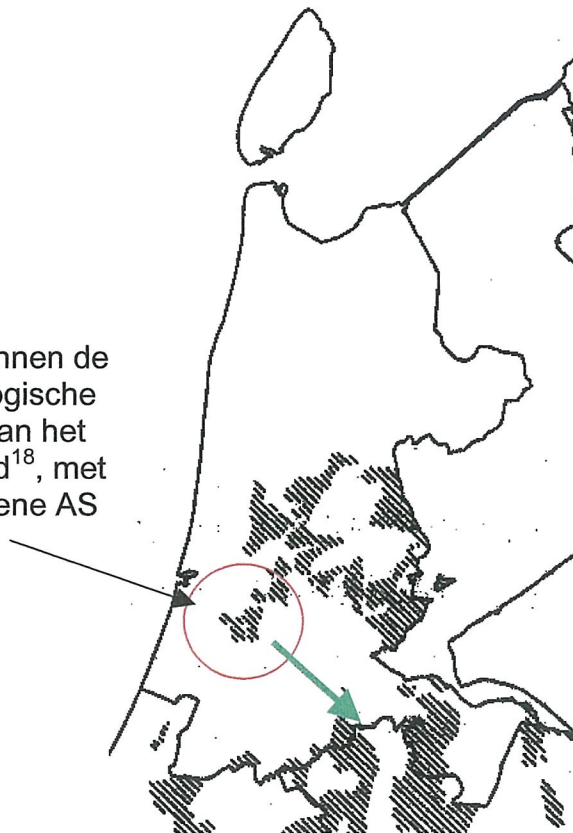 nnen de
ogische
an het
d¹⁸, met
ene AS